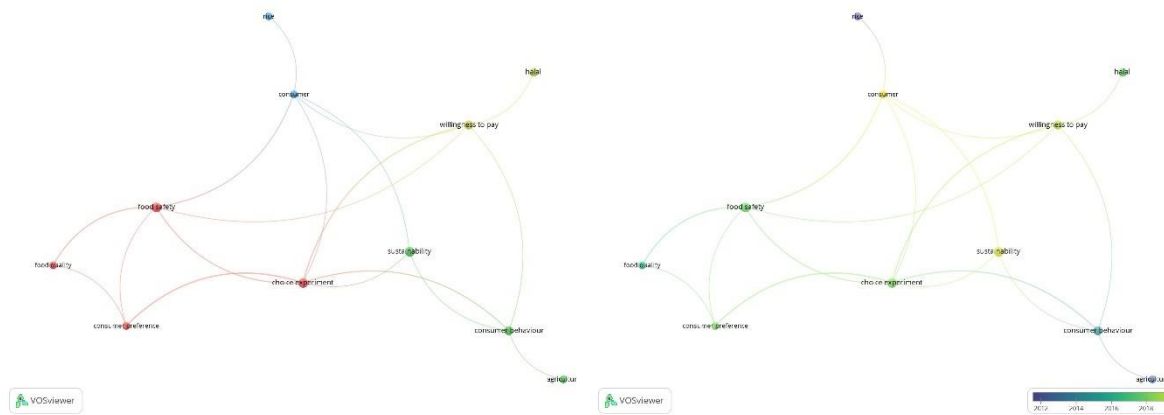 rice
halal
consumer
willingness to pay
food safety
sustainability
food quality
choice experiment
consumer preference
consumer behaviour
agricultur
VOSviewer
rice
halal
consumer
willingness to pay
food safety
sustainability
food quality
choice experiment
consumer preference
consumer behaviour
agricultur
VOSviewer
2012 2014 2016 2018